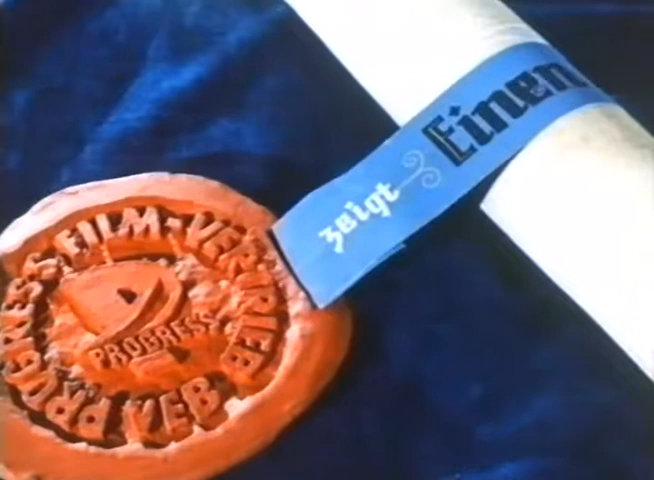 PROGRESS FILM-VERTRIEB VEB
PROGRESS
zeigt
Einen